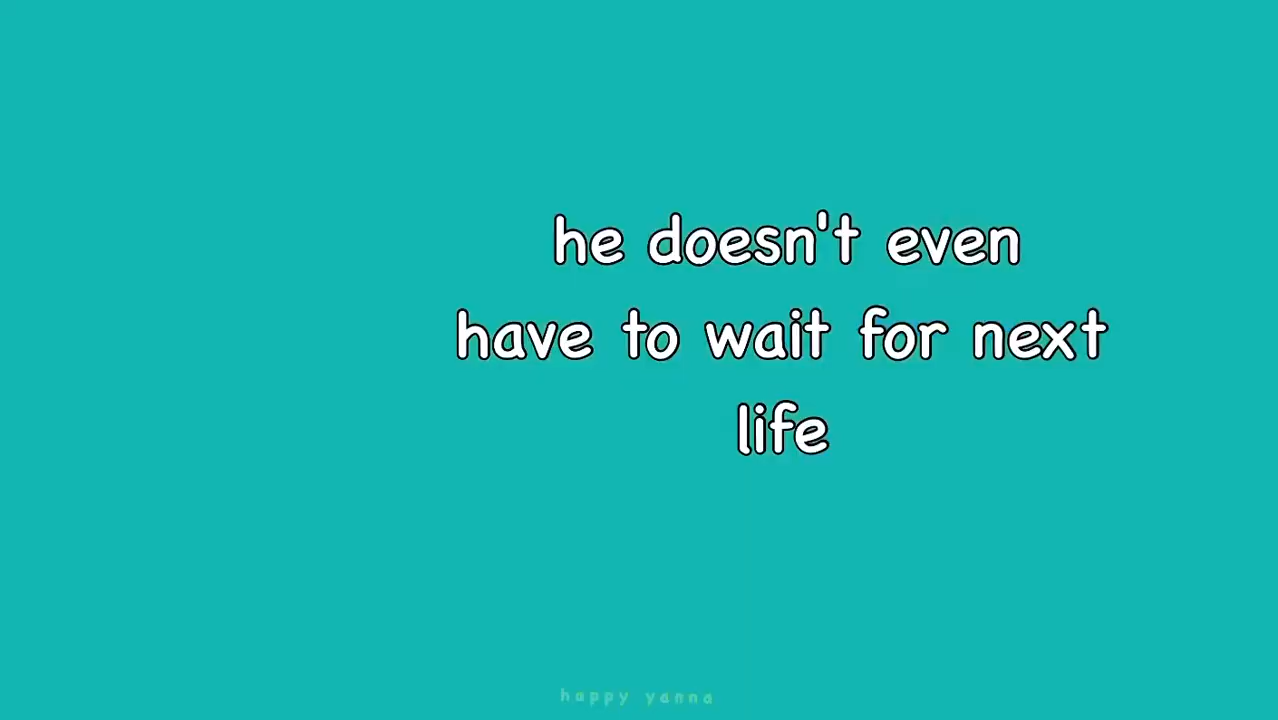 he doesn't even
have to wait for next
life
happy yanna